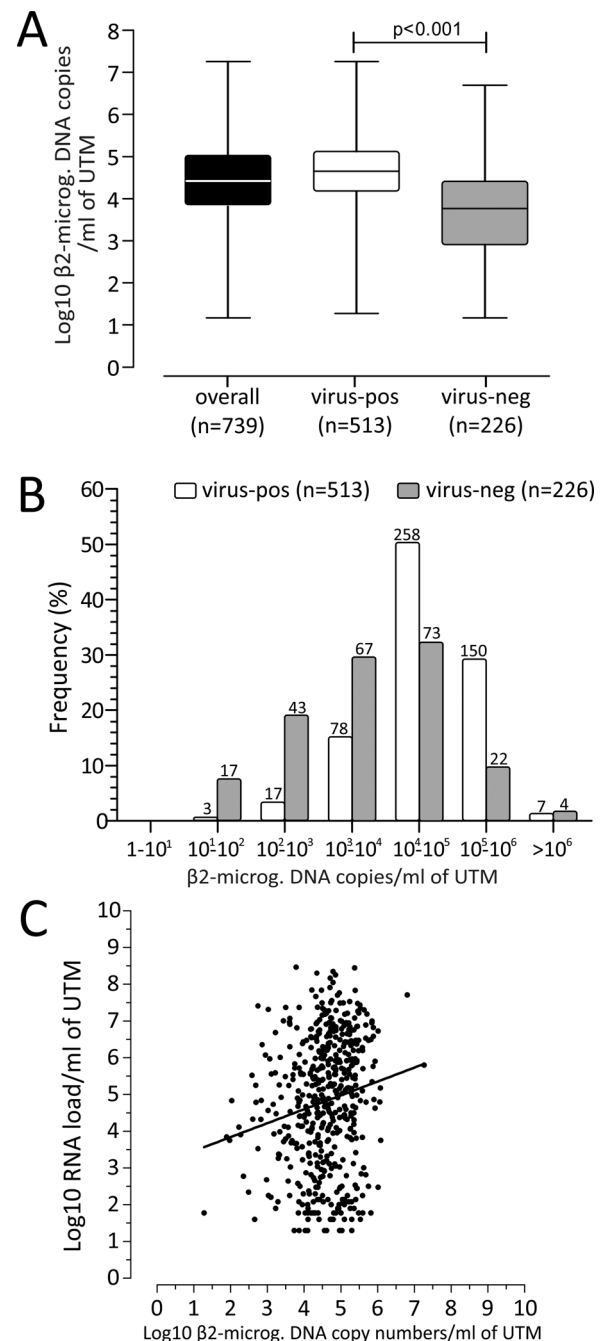 A
Log10 β2-microg. DNA copies
/ml of UTM
8
7
6
5
4
3
2
1
0
p<0.001
overall
(n=739)
virus-pos
(n=513)
virus-neg
(n=226)
B
Frequency (%)
60
50
40
30
20
10
0
virus-pos (n=513)
virus-neg (n=226)
3
17
17
43
78
67
258
73
150
22
7
4
1-10¹
10¹-10²
10²-10³
10³-10⁴
10⁴-10⁵
10⁵-10⁶
>10⁶
β2-microg. DNA copies/ml of UTM
C
Log10 RNA load/ml of UTM
10
9
8
7
6
5
4
3
2
1
0
0 1 2 3 4 5 6 7 8 9 10
Log10 β2-microg. DNA copy numbers/ml of UTM